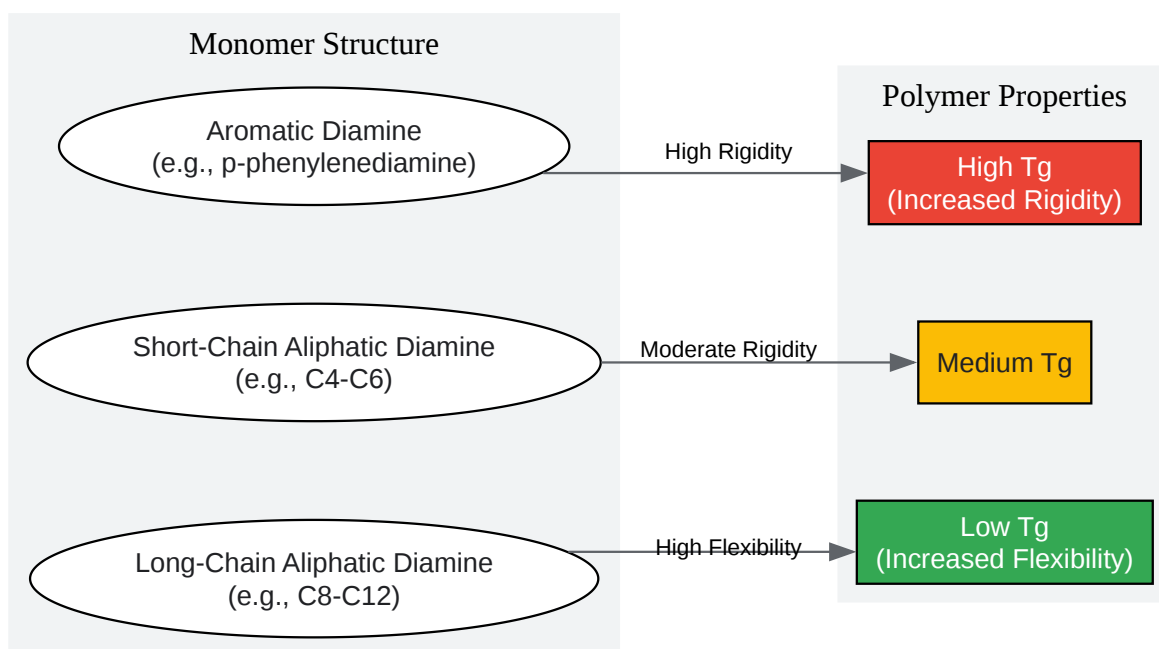 Monomer Structure
Aromatic Diamine
(e.g., p-phenylenediamine)
High Rigidity
Short-Chain Aliphatic Diamine
(e.g., C4-C6)
Moderate Rigidity
Long-Chain Aliphatic Diamine
(e.g., C8-C12)
High Flexibility
Polymer Properties
High Tg
(Increased Rigidity)
Medium Tg
Low Tg
(Increased Flexibility)